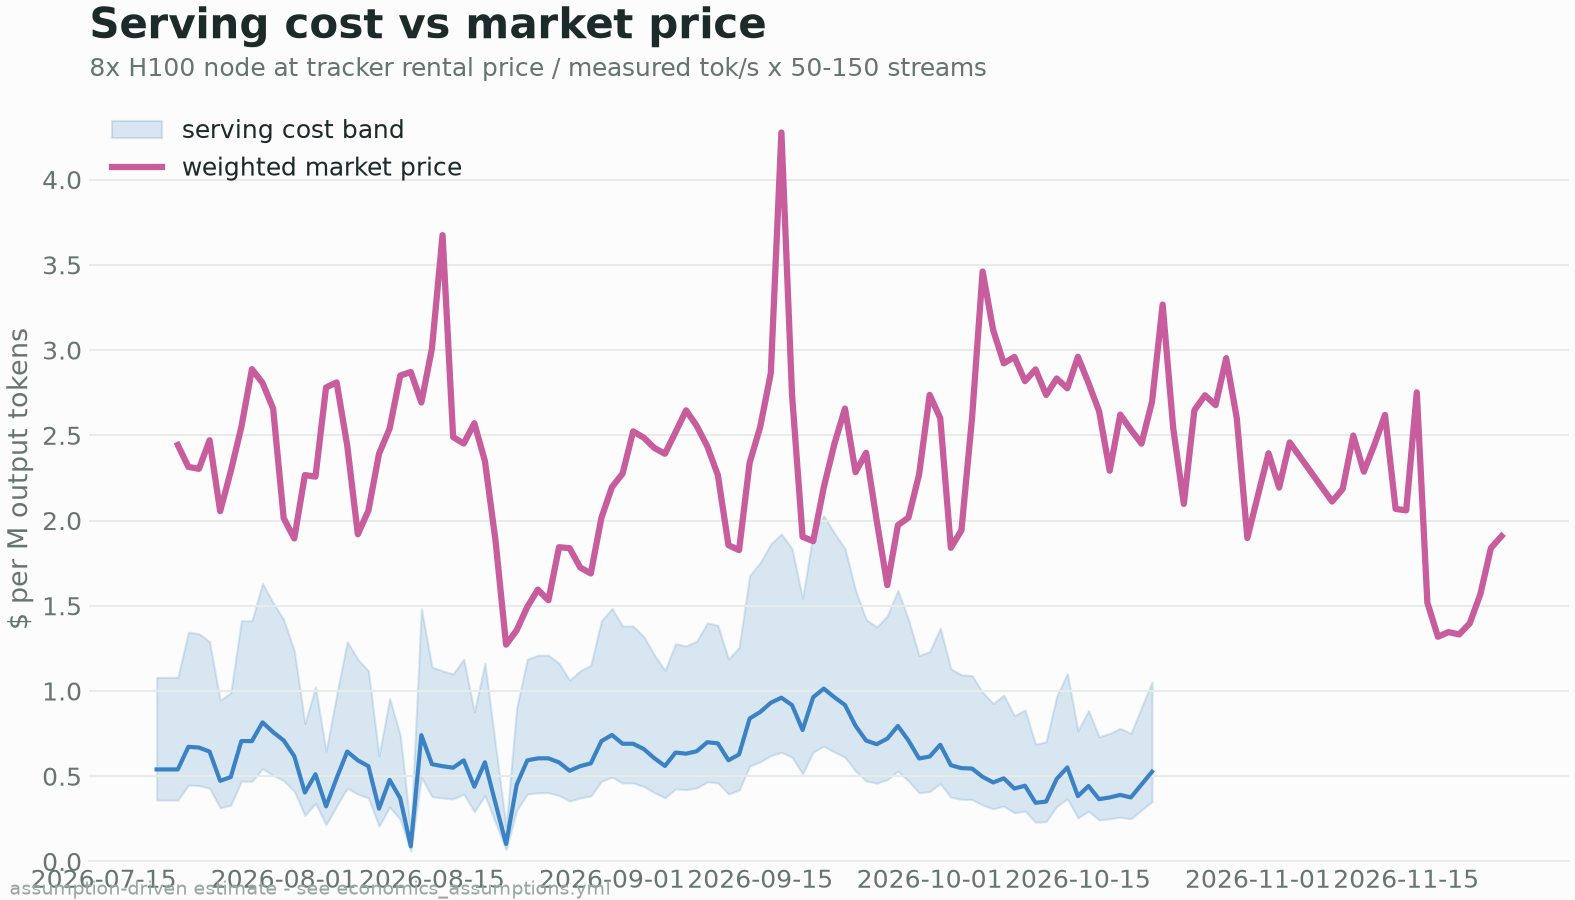 Serving cost vs market price
8x H100 node at tracker rental price / measured tok/s x 50-150 streams
serving cost band
weighted market price
$ per M output tokens
4.0
3.5
3.0
2.5
2.0
1.5
1.0
0.5
0.0
2026-07-15 2026-08-01 2026-08-15 2026-09-01 2026-09-15 2026-10-01 2026-10-15 2026-11-01 2026-11-15
assumption-driven estimate - see economics_assumptions.yml